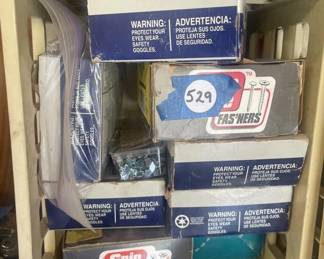 WARNING:
PROTECT YOUR
EYES. WEAR
SAFETY
GOGGLES.
ADVERTENCIA:
PROTEJA SUS OJOS.
USE LENTES
DE SEGURIDAD.
529
FAS'NERS
WARNING:
PROTECT YOUR
EYES. WEAR
SAFETY
GOGGLES.
ADVERTENCIA:
PROTEJA SUS OJOS.
USE LENTES
DE SEGURIDAD.
WARNING:
PROTECT YOUR
EYES. WEAR
SAFETY
GOGGLES.
ADVERTENCIA:
PROTEJA SUS OJOS.
USE LENTES
DE SEGURIDAD.
WARNING:
PROTECT YOUR
EYES. WEAR
SAFETY
GOGGLES.
ADVERTENCIA:
PROTEJA SUS OJOS.
USE LENTES
DE SEGURIDAD.
Grip